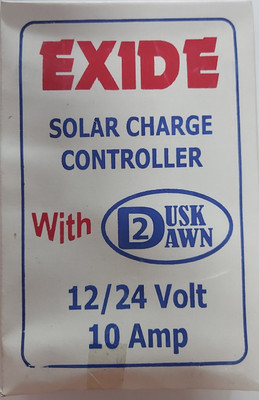 EXIDE
SOLAR CHARGE
CONTROLLER
With D2 DUSK DAWN
12/24 Volt
10 Amp